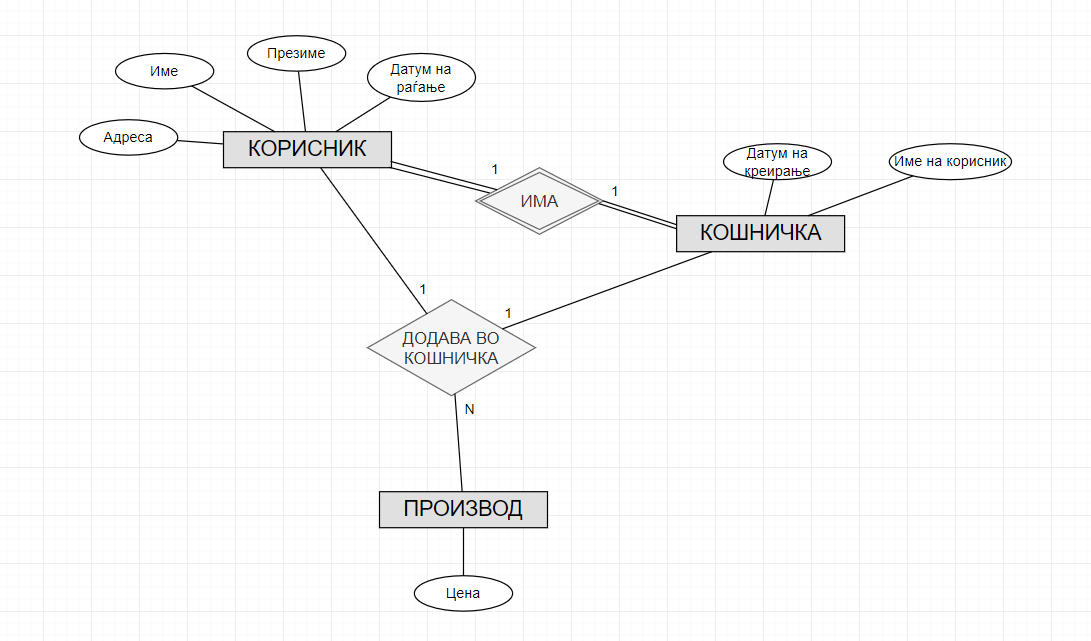 Презиме
Име
Датум на
раѓање
Адреса
КОРИСНИК
Датум на
креирање
Име на корисник
1
ИМА
1
КОШНИЧКА
1
1
ДОДАВА ВО
КОШНИЧКА
N
ПРОИЗВОД
Цена